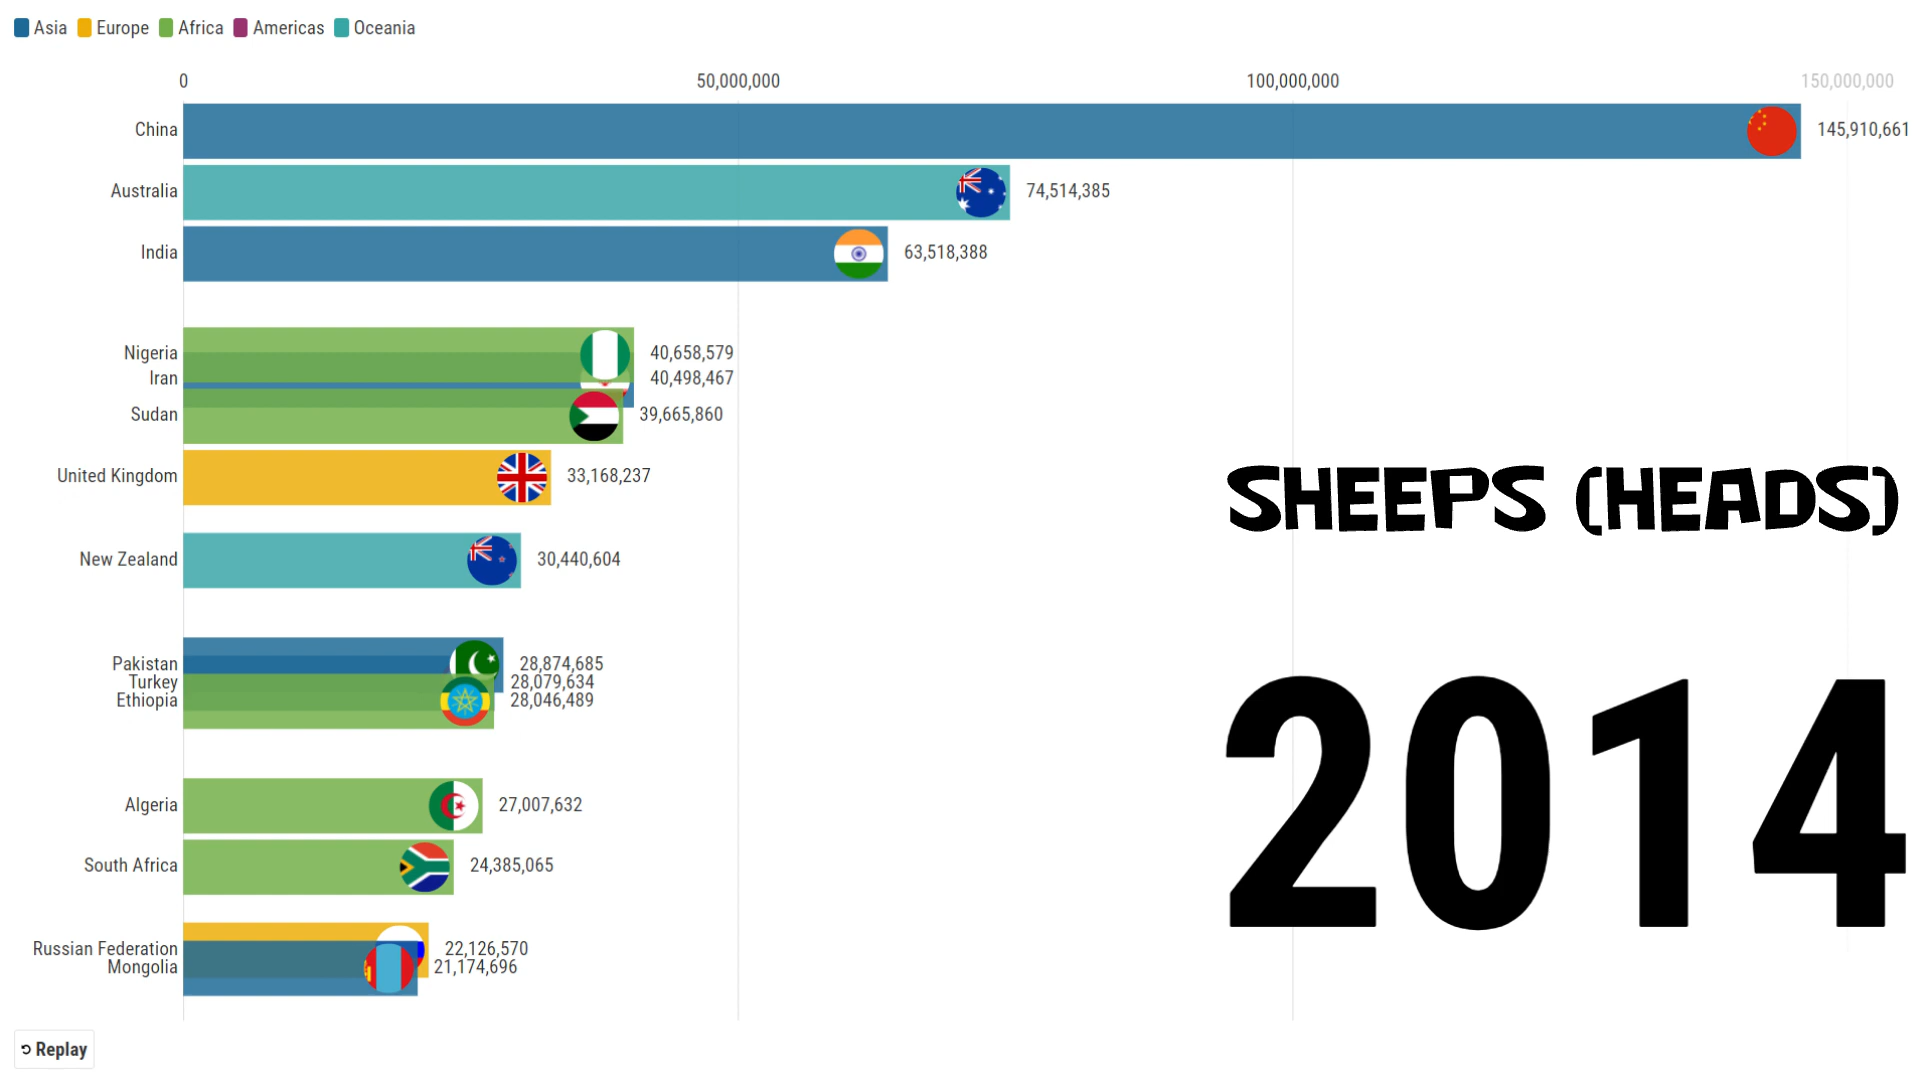 Asia Europe Africa Americas Oceania
0 50,000,000 100,000,000 150,000,000
China 145,910,661
Australia 74,514,385
India 63,518,388
Nigeria 40,658,579
Iran 40,498,467
Sudan 39,665,860
United Kingdom 33,168,237
SHEEPS (HEADS)
New Zealand 30,440,604
Pakistan 28,874,685
Turkey 28,079,634
Ethiopia 28,046,489
2014
Algeria 27,007,632
South Africa 24,385,065
Russian Federation 22,126,570
Mongolia 21,174,696
Replay